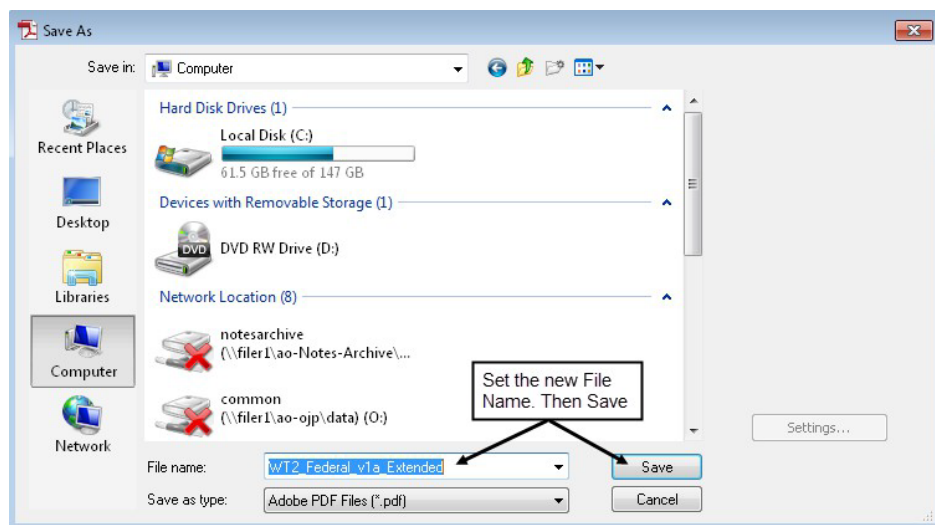 Save As
Save in:
Computer
Recent Places
Desktop
Libraries
Computer
Network
Hard Disk Drives (1)
Local Disk (C:)
61.5 GB free of 147 GB
Devices with Removable Storage (1)
DVD
DVD RW Drive (D:)
Network Location (8)
notesarchive
(\\filer1\ao-Notes-Archive\...
common
(\\filer1\ao-ojp\data) (O:)
Set the new File
Name. Then Save
Settings...
File name:
WT2_Federal_v1a_Extended
Save
Save as type:
Adobe PDF Files (*.pdf)
Cancel